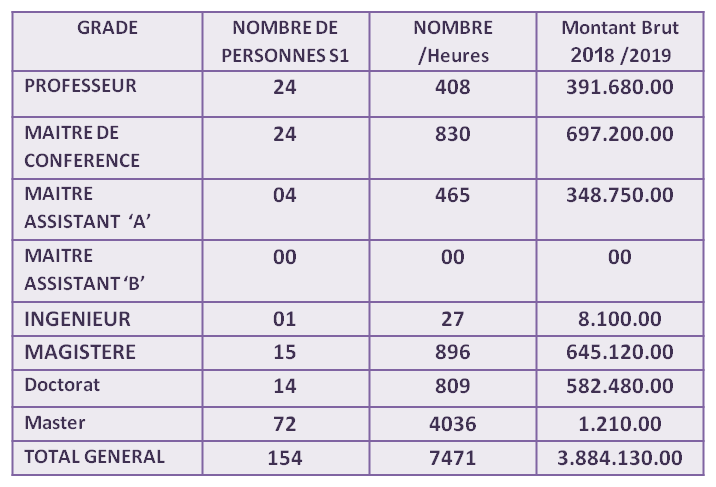 GRADE
NOMBRE DE PERSONNES S1
NOMBRE /Heures
Montant Brut 2018 /2019
PROFESSEUR 24 408 391.680.00
MAITRE DE CONFERENCE 24 830 697.200.00
MAITRE ASSISTANT ‘A’ 04 465 348.750.00
MAITRE ASSISTANT ‘B’ 00 00 00
INGENIEUR 01 27 8.100.00
MAGISTERE 15 896 645.120.00
Doctorat 14 809 582.480.00
Master 72 4036 1.210.00
TOTAL GENERAL 154 7471 3.884.130.00